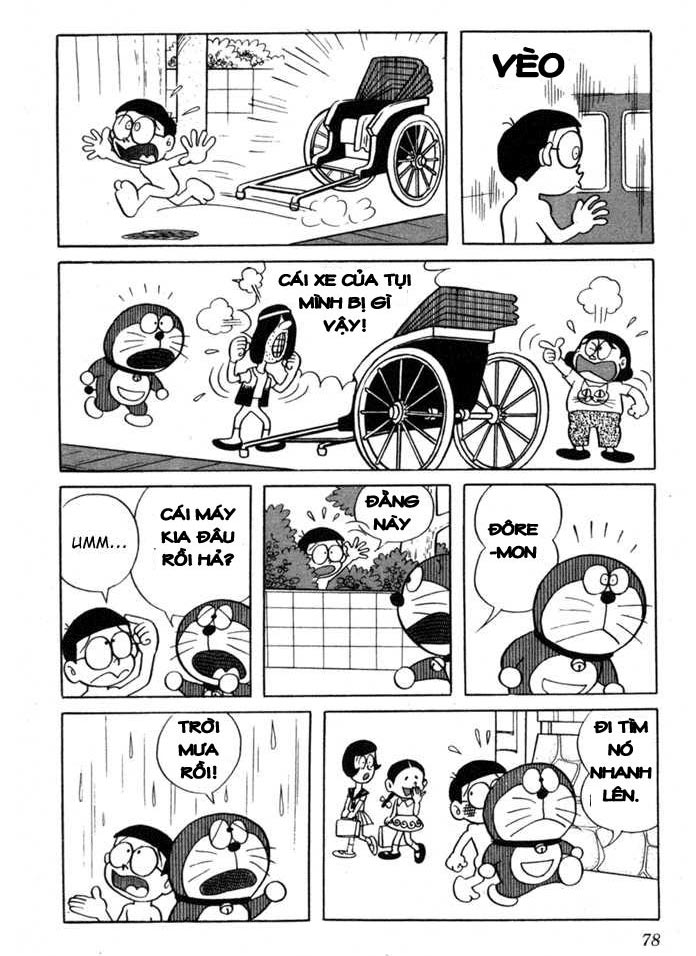 VÈO
CÁI XE CỦA TỤI
MÌNH BỊ GÌ
VẬY!
UMM...
CÁI MÁY
KIA ĐÂU
RỒI HẢ?
ĐẰNG
NÀY
ĐÔRE
-MON
TRỜI
MƯA
RỒI!
ĐI TÌM
NÓ
NHANH
LÊN.
78